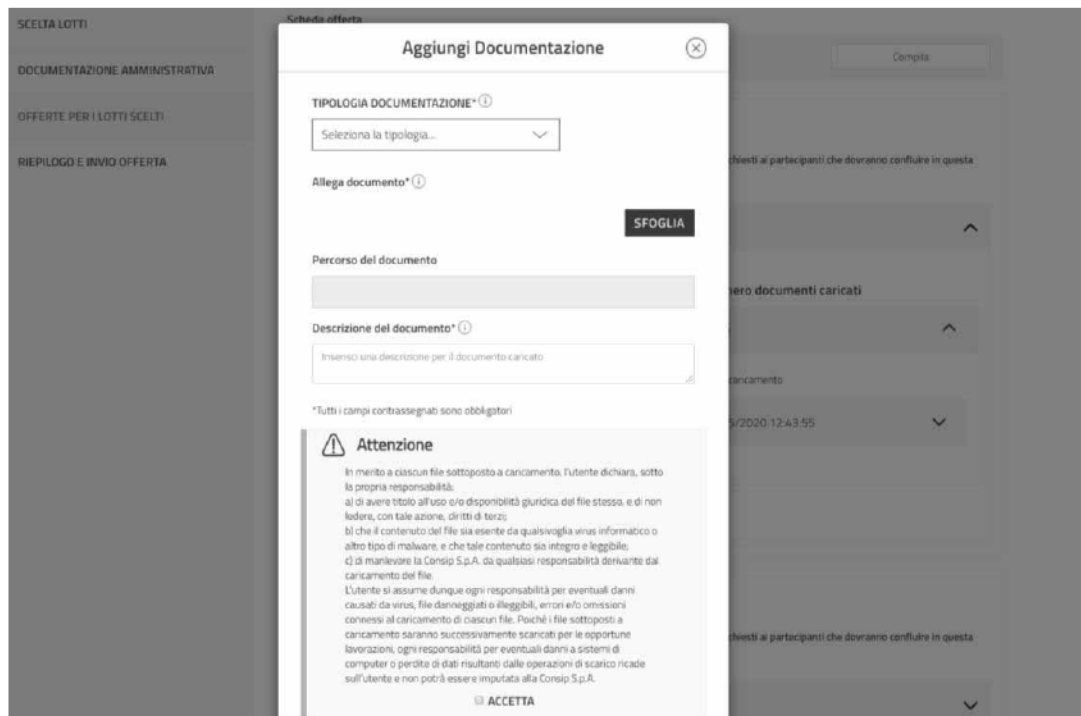 SCELTA LOTTI
DOCUMENTAZIONE AMMINISTRATIVA
OFFERTE PER I LOTTI SCELTI
RIEPILOGO E INVIO OFFERTA
Scheda offerta
Compila
Aggiungi Documentazione
TIPOLOGIA DOCUMENTAZIONE*
Seleziona la tipologia...
Allega documento*
SFOGLIA
Percorso del documento
Descrizione del documento*
Inserisci una descrizione per il documento caricato
*Tutti i campi contrassegnati sono obbligatori
Attenzione
In merito a ciascun file sottoposto a caricamento, l'utente dichiara, sotto
la propria responsabilità:
a) di avere titolo all'uso e/o disponibilità giuridica del file stesso, e di non
ledere, con tale azione, diritti di terzi;
b) che il contenuto del file sia esente da qualsivoglia virus informatico o
altro tipo di malware, e che tale contenuto sia integro e leggibile;
c) di manlevare la Consip S.p.A. da qualsiasi responsabilità derivante dal
caricamento del file.
L'utente si assume dunque ogni responsabilità per eventuali danni
causati da virus, file danneggiati o illeggibili, errori e/o omissioni
connessi al caricamento di ciascun file. Poichè i file sottoposti a
caricamento saranno successivamente scaricati per le opportune
lavorazioni, ogni responsabilità per eventuali danni a sistemi di
computer o perdite di dati risultanti dalle operazioni di scarico ricade
sull'utente e non potrà essere imputata alla Consip S.p.A.
ACCETTA
chiesti ai partecipanti che dovranno confluire in questa
mero documenti caricati
caricamento
5/2020 12:43:55
chiesti ai partecipanti che dovranno confluire in questa